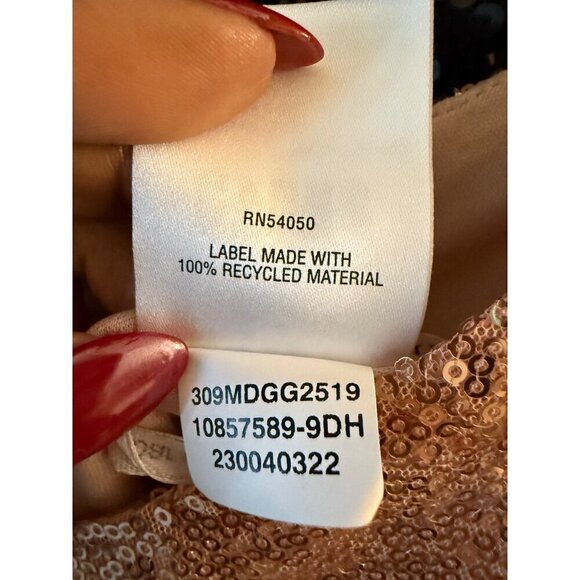 RN54050
LABEL MADE WITH
100% RECYCLED MATERIAL
309MDGG2519
10857589-9DH
230040322